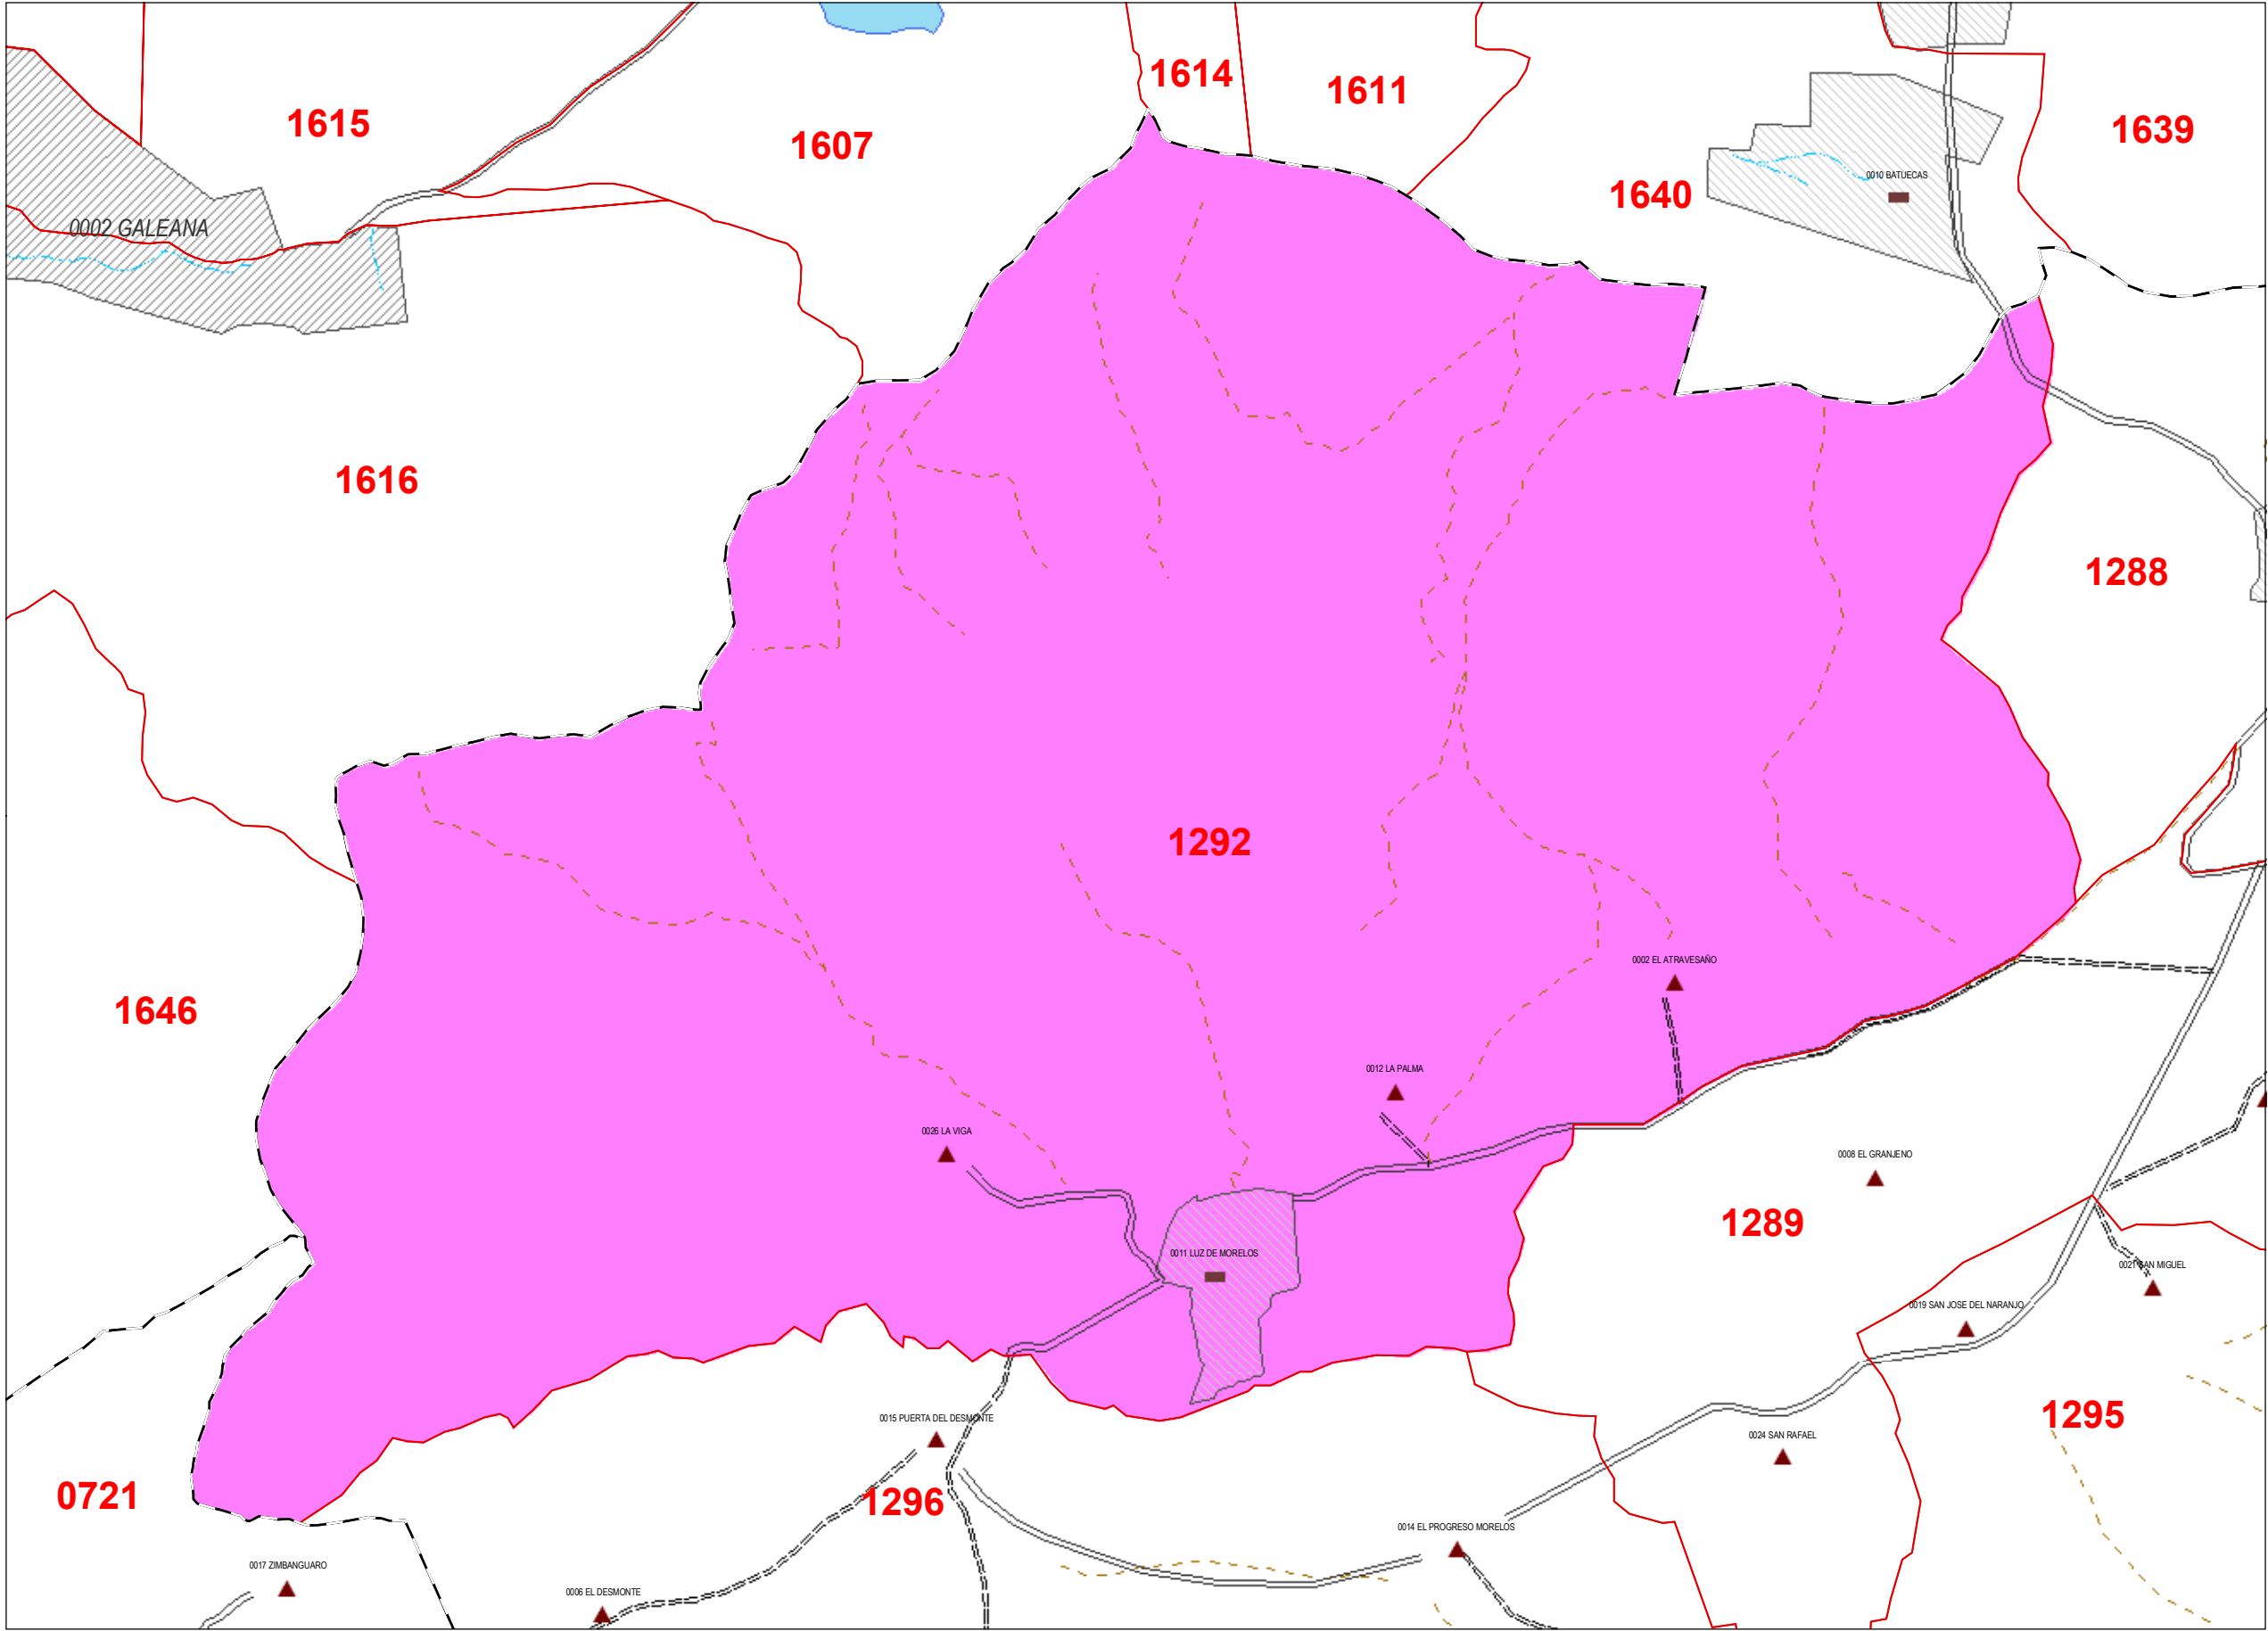 1614
1611
1615
1639
1607
0010 BATUECAS
1640
0002 GALEANA
1616
1288
1292
0002 EL ATRAVESAÑO
1646
0012 LA PALMA
0026 LA VIGA
0008 EL GRANJENO
1289
0011 LUZ DE MORELOS
0021 SAN MIGUEL
0019 SAN JOSE DEL NARANJO
1295
0015 PUERTA DEL DESMONTE
0024 SAN RAFAEL
0721
1296
0014 EL PROGRESO MORELOS
0017 ZIMBANGUARO
0006 EL DESMONTE